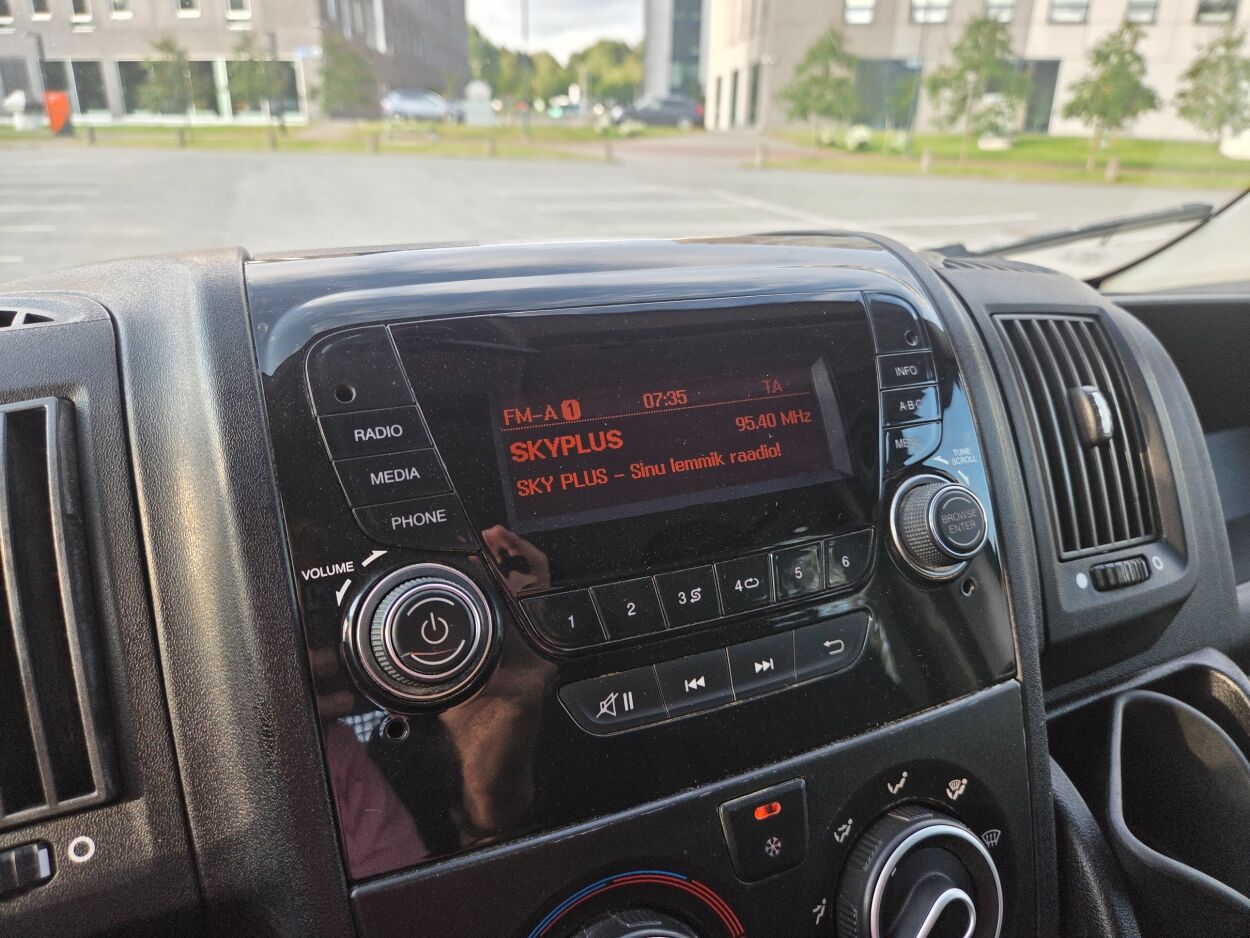 FM-A 1 07:35 TA
SKYPLUS 95.40 MHz
SKY PLUS - Sinu lemmik raadio!
RADIO
MEDIA
PHONE
VOLUME
INFO
A-B-C
MENU
TUNE
SCROLL
BROWSE
ENTER
1 2 3 4 5 6